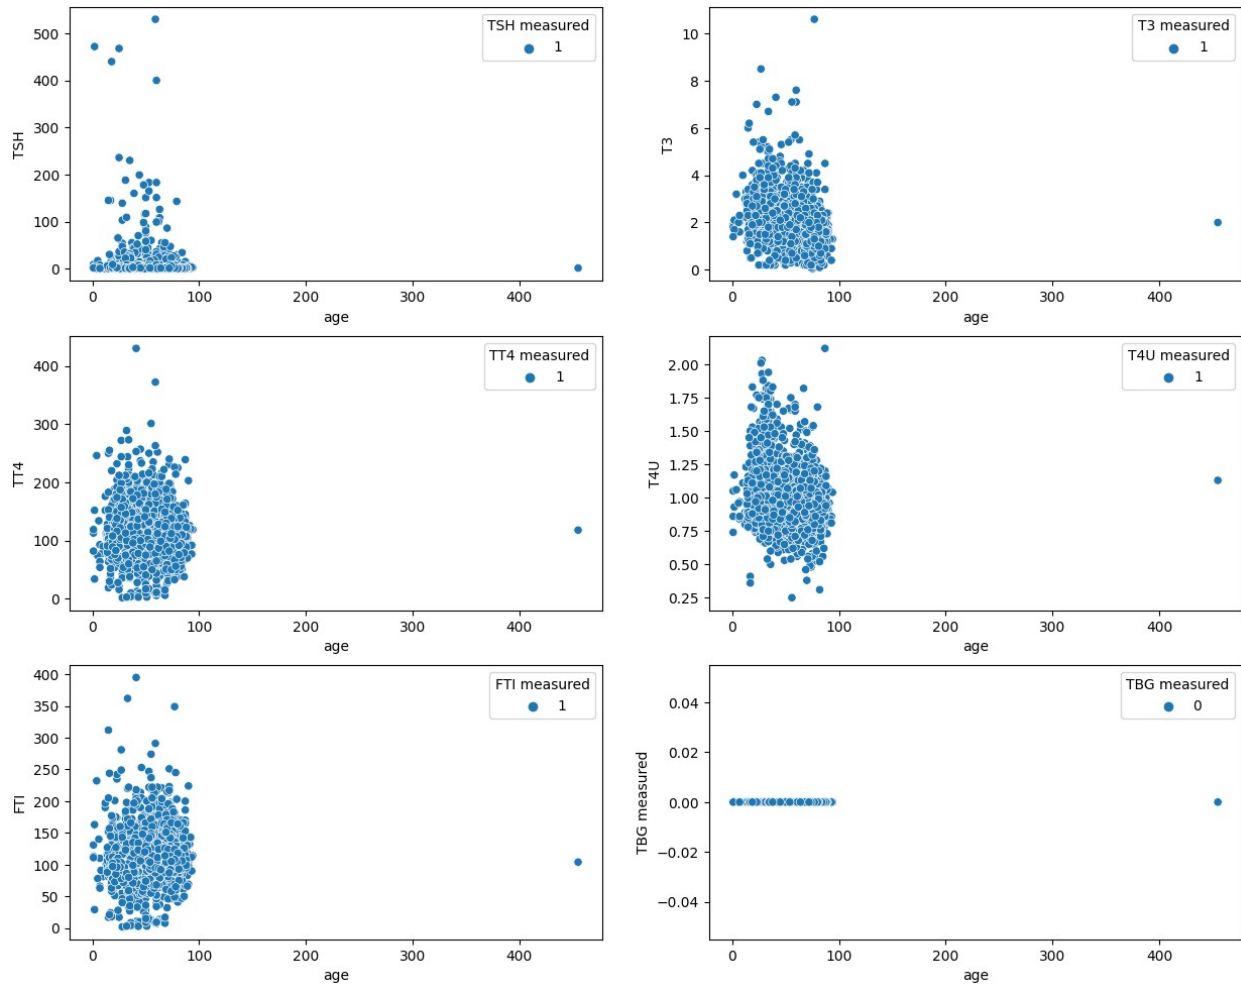 TSH measured
1
500
400
300
200
100
0
TSH
0 100 200 300 400
age
T3 measured
1
10
8
6
4
2
0
T3
0 100 200 300 400
age
TT4 measured
1
400
300
200
100
0
TT4
0 100 200 300 400
age
T4U measured
1
2.00
1.75
1.50
1.25
1.00
0.75
0.50
0.25
T4U
0 100 200 300 400
age
FTI measured
1
400
350
300
250
200
150
100
50
0
FTI
0 100 200 300 400
age
TBG measured
0
0.04
0.02
0.00
−0.02
−0.04
TBG measured
0 100 200 300 400
age